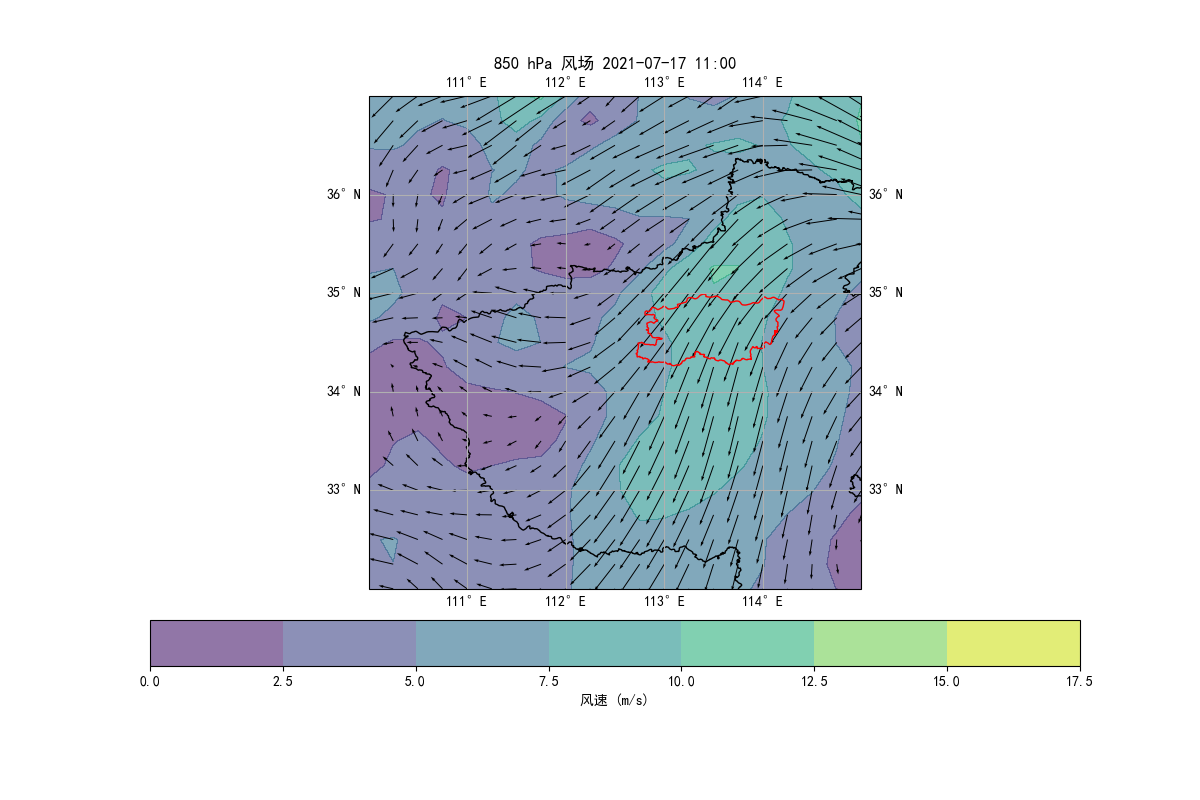 850 hPa 风场 2021-07-17 11:00
111° E 112° E 113° E 114° E
36° N 36° N
35° N 35° N
34° N 34° N
33° N 33° N
111° E 112° E 113° E 114° E
0.0 2.5 5.0 7.5 10.0 12.5 15.0 17.5
风速 (m/s)